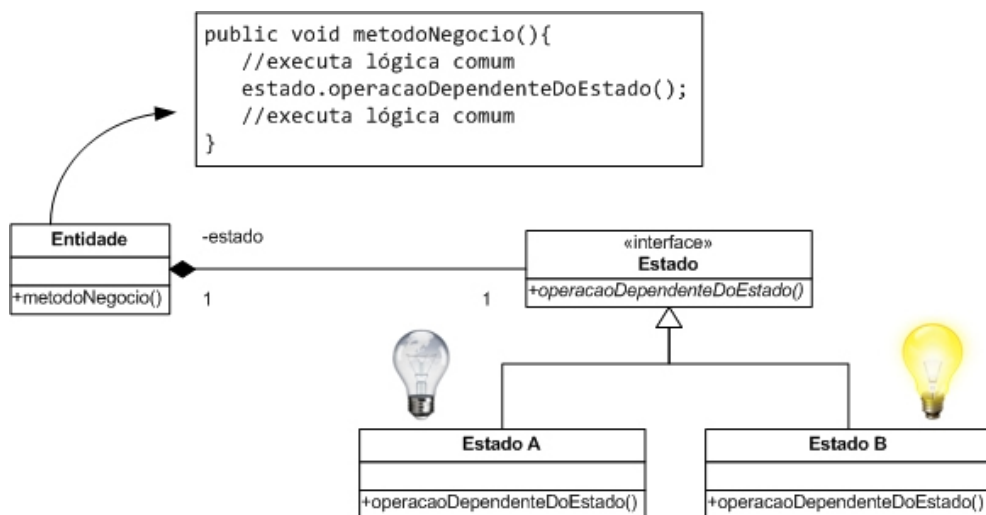 public void metodoNegocio(){
//executa lógica comum
estado.operacaoDependenteDoEstado();
//executa lógica comum
}
Entidade
+metodoNegocio()
-estado
1
1
«interface»
Estado
+operacaoDependenteDoEstado()
Estado A
+operacaoDependenteDoEstado()
Estado B
+operacaoDependenteDoEstado()